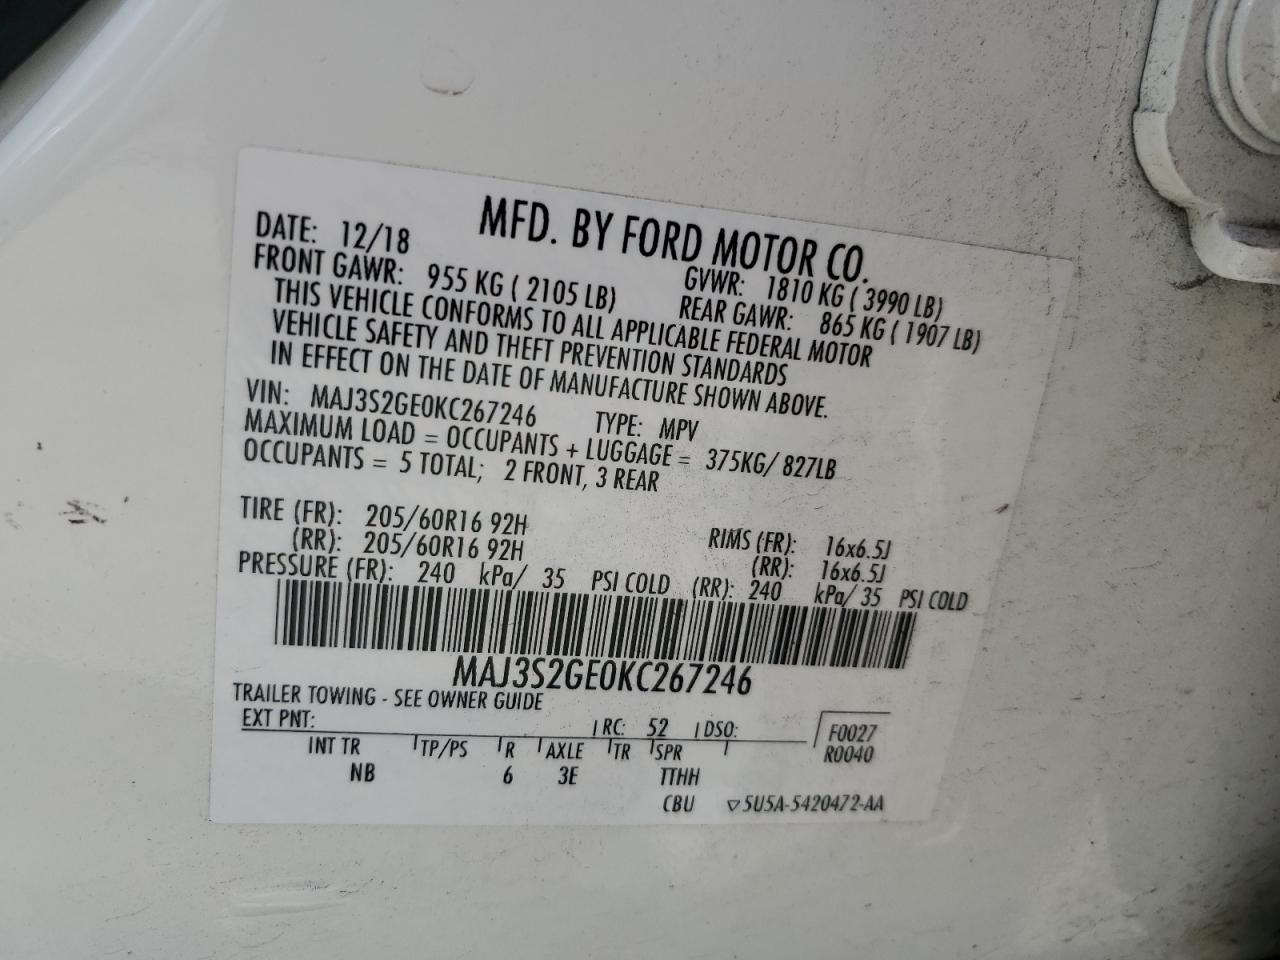 MFD. BY FORD MOTOR CO.
DATE: 12/18 GVWR: 1810 KG ( 3990 LB)
FRONT GAWR: 955 KG ( 2105 LB) REAR GAWR: 865 KG ( 1907 LB)
THIS VEHICLE CONFORMS TO ALL APPLICABLE FEDERAL MOTOR
VEHICLE SAFETY AND THEFT PREVENTION STANDARDS
IN EFFECT ON THE DATE OF MANUFACTURE SHOWN ABOVE.
VIN: MAJ3S2GE0KC267246 TYPE: MPV
MAXIMUM LOAD = OCCUPANTS + LUGGAGE = 375KG/ 827LB
OCCUPANTS = 5 TOTAL; 2 FRONT, 3 REAR
TIRE (FR): 205/60R16 92H RIMS (FR): 16x6.5J
(RR): 205/60R16 92H (RR): 16x6.5J
PRESSURE (FR): 240 kPa/ 35 PSI COLD (RR): 240 kPa/ 35 PSI COLD
MAJ3S2GE0KC267246
TRAILER TOWING - SEE OWNER GUIDE
EXT PNT: RC: 52 DSO: F0027
INT TR TP/PS R AXLE TR SPR R0040
NB 6 3E TTHH
CBU ▽5U5A-5420472-AA